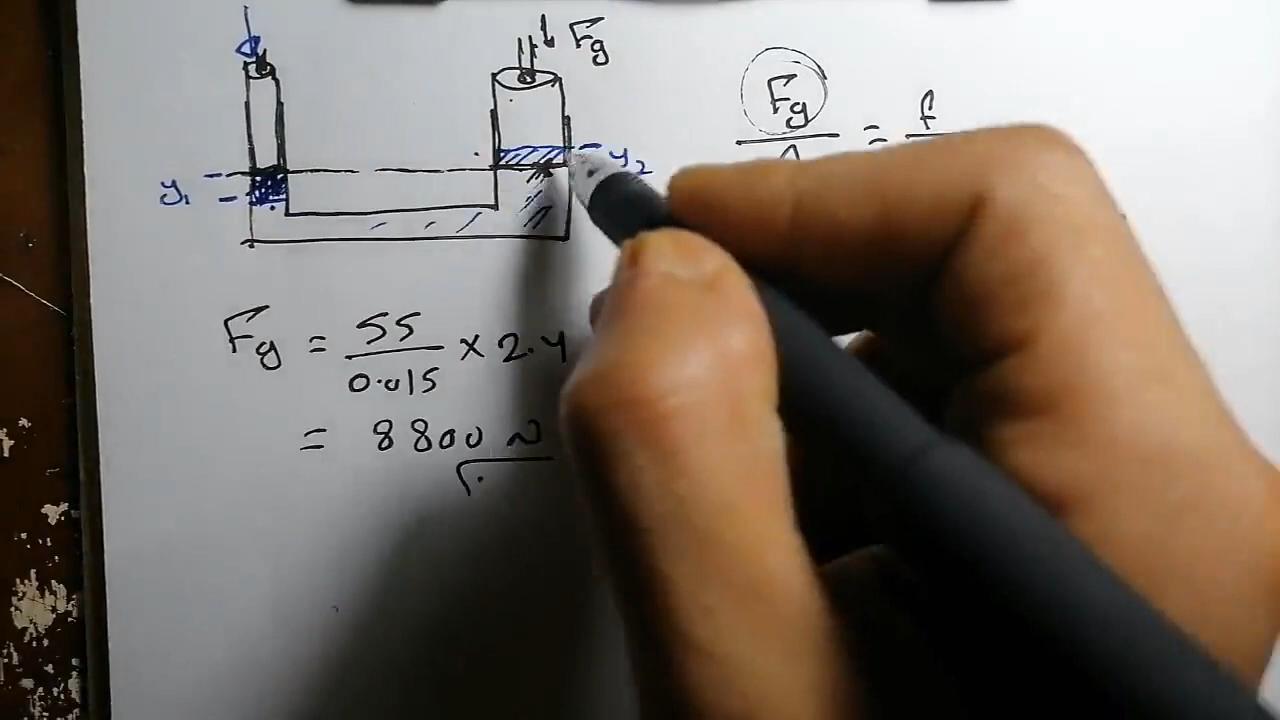 Fg
Fg = f
y1
y2
Fg = 55 / 0.015 × 2.4
= 8800 N